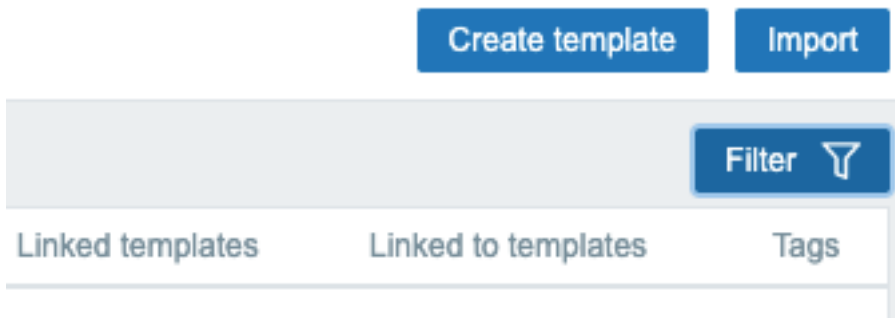 Create template Import
Filter
Linked templates Linked to templates Tags